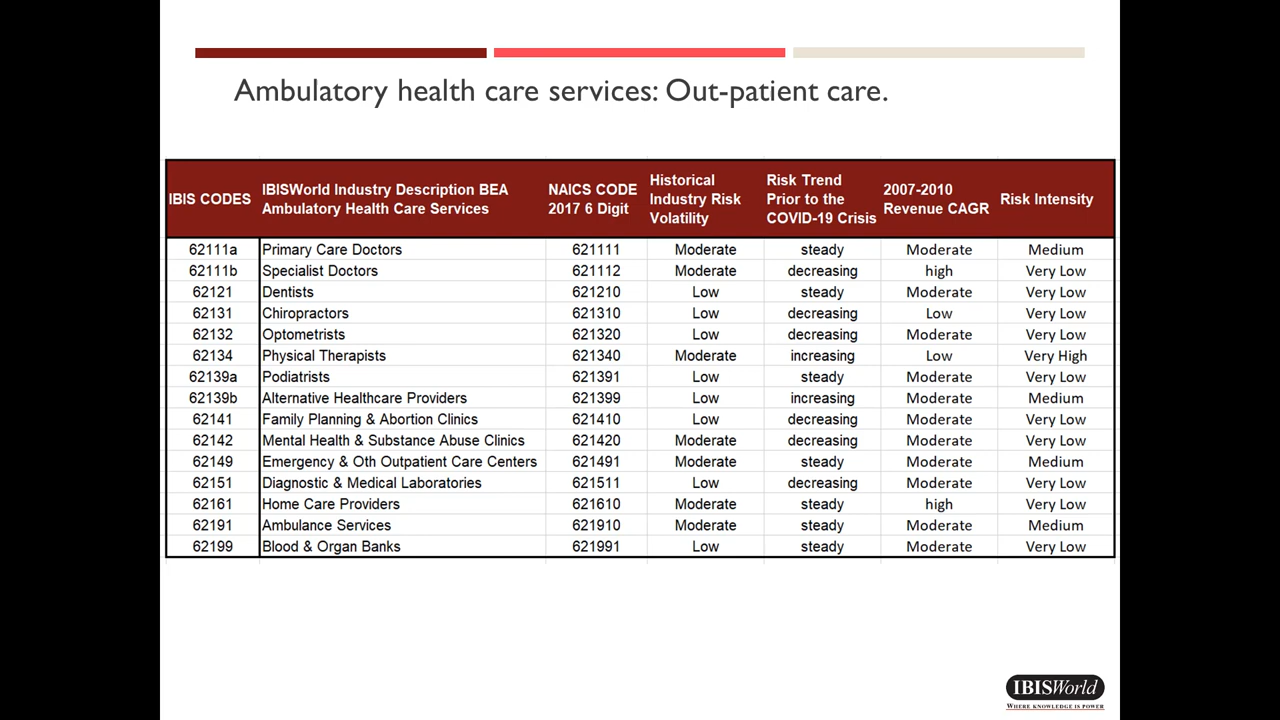 Ambulatory health care services: Out-patient care.
IBIS CODES IBISWorld Industry Description BEA Ambulatory Health Care Services NAICS CODE 2017 6 Digit Historical Industry Risk Volatility Risk Trend Prior to the COVID-19 Crisis 2007-2010 Revenue CAGR Risk Intensity
62111a Primary Care Doctors 621111 Moderate steady Moderate Medium
62111b Specialist Doctors 621112 Moderate decreasing high Very Low
62121 Dentists 621210 Low steady Moderate Very Low
62131 Chiropractors 621310 Low decreasing Low Very Low
62132 Optometrists 621320 Low decreasing Moderate Very Low
62134 Physical Therapists 621340 Moderate increasing Low Very High
62139a Podiatrists 621391 Low steady Moderate Very Low
62139b Alternative Healthcare Providers 621399 Low increasing Moderate Medium
62141 Family Planning & Abortion Clinics 621410 Low decreasing Moderate Very Low
62142 Mental Health & Substance Abuse Clinics 621420 Moderate decreasing Moderate Very Low
62149 Emergency & Oth Outpatient Care Centers 621491 Moderate steady Moderate Medium
62151 Diagnostic & Medical Laboratories 621511 Low decreasing Moderate Very Low
62161 Home Care Providers 621610 Moderate steady high Very Low
62191 Ambulance Services 621910 Moderate steady Moderate Medium
62199 Blood & Organ Banks 621991 Low steady Moderate Very Low
IBISWorld
WHERE KNOWLEDGE IS POWER